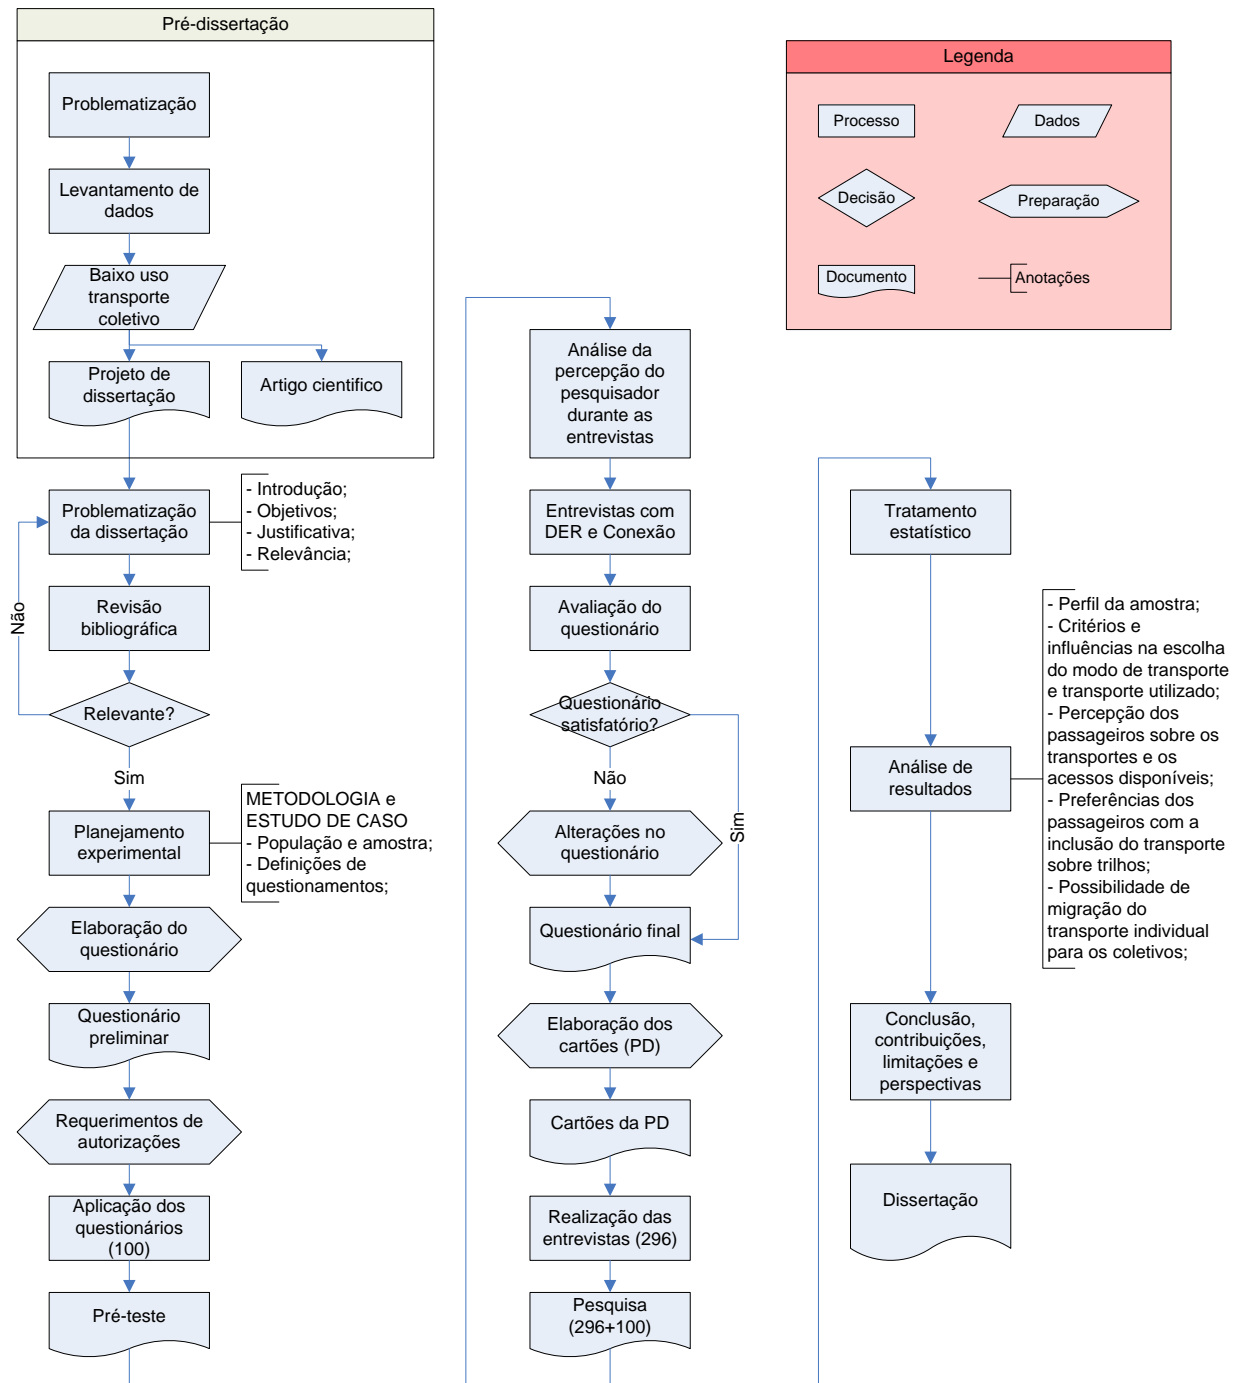 Pré-dissertação
Problematização
Levantamento de
dados
Baixo uso
transporte
coletivo
Projeto de
dissertação
Artigo cientifico
Problematização
da dissertação
- Introdução;
- Objetivos;
- Justificativa;
- Relevância;
Revisão
bibliográfica
Não
Relevante?
Sim
Planejamento
experimental
METODOLOGIA e
ESTUDO DE CASO
- População e amostra;
- Definições de
questionamentos;
Elaboração do
questionário
Questionário
preliminar
Requerimentos de
autorizações
Aplicação dos
questionários
(100)
Pré-teste
Análise da
percepção do
pesquisador
durante as
entrevistas
Entrevistas com
DER e Conexão
Avaliação do
questionário
Questionário
satisfatório?
Não
Sim
Alterações no
questionário
Questionário final
Elaboração dos
cartões (PD)
Cartões da PD
Realização das
entrevistas (296)
Pesquisa
(296+100)
Legenda
Processo
Dados
Decisão
Preparação
Documento
Anotações
Tratamento
estatístico
Análise de
resultados
- Perfil da amostra;
- Critérios e
influências na escolha
do modo de transporte
e transporte utilizado;
- Percepção dos
passageiros sobre os
transportes e os
acessos disponíveis;
- Preferências dos
passageiros com a
inclusão do transporte
sobre trilhos;
- Possibilidade de
migração do
transporte individual
para os coletivos;
Conclusão,
contribuições,
limitações e
perspectivas
Dissertação